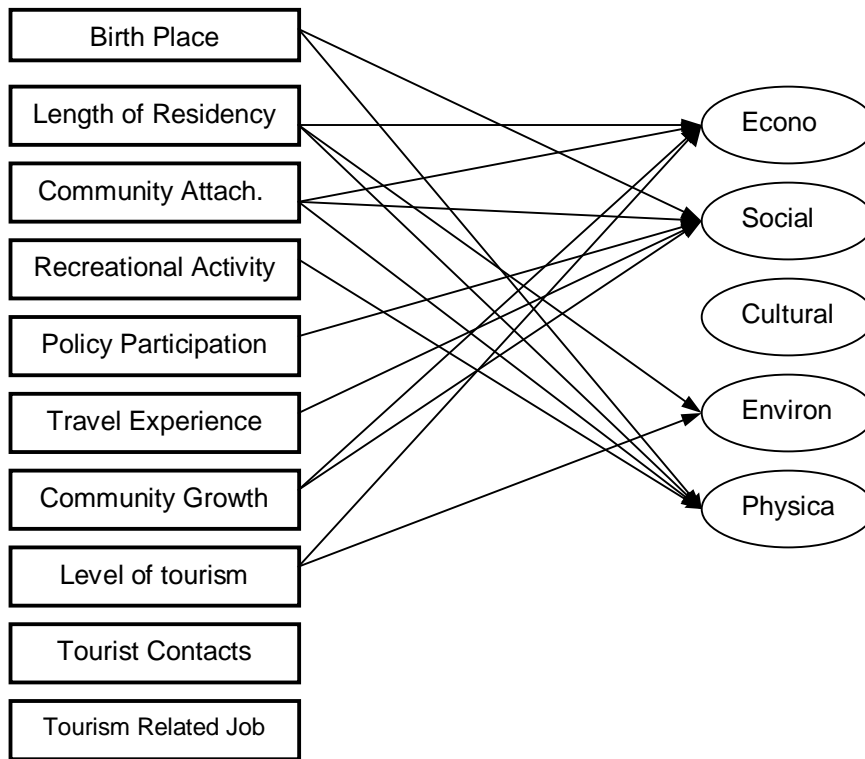 Birth Place
Length of Residency
Community Attach.
Recreational Activity
Policy Participation
Travel Experience
Community Growth
Level of tourism
Tourist Contacts
Tourism Related Job
Econo
Social
Cultural
Environ
Physica